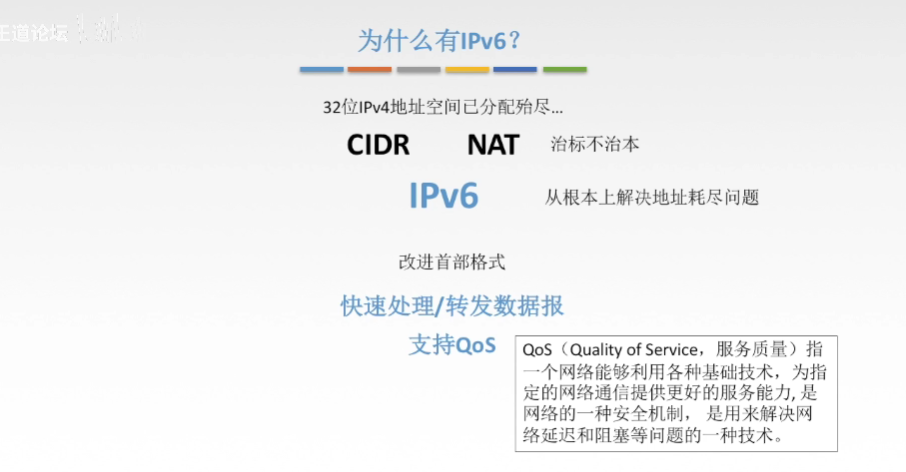 王道论坛
为什么有IPv6？
32位IPv4地址空间已分配殆尽…
CIDR NAT 治标不治本
IPv6 从根本上解决地址耗尽问题
改进首部格式
快速处理/转发数据报
支持QoS
QoS（Quality of Service，服务质量）指
一个网络能够利用各种基础技术，为指
定的网络通信提供更好的服务能力, 是
网络的一种安全机制， 是用来解决网
络延迟和阻塞等问题的一种技术。